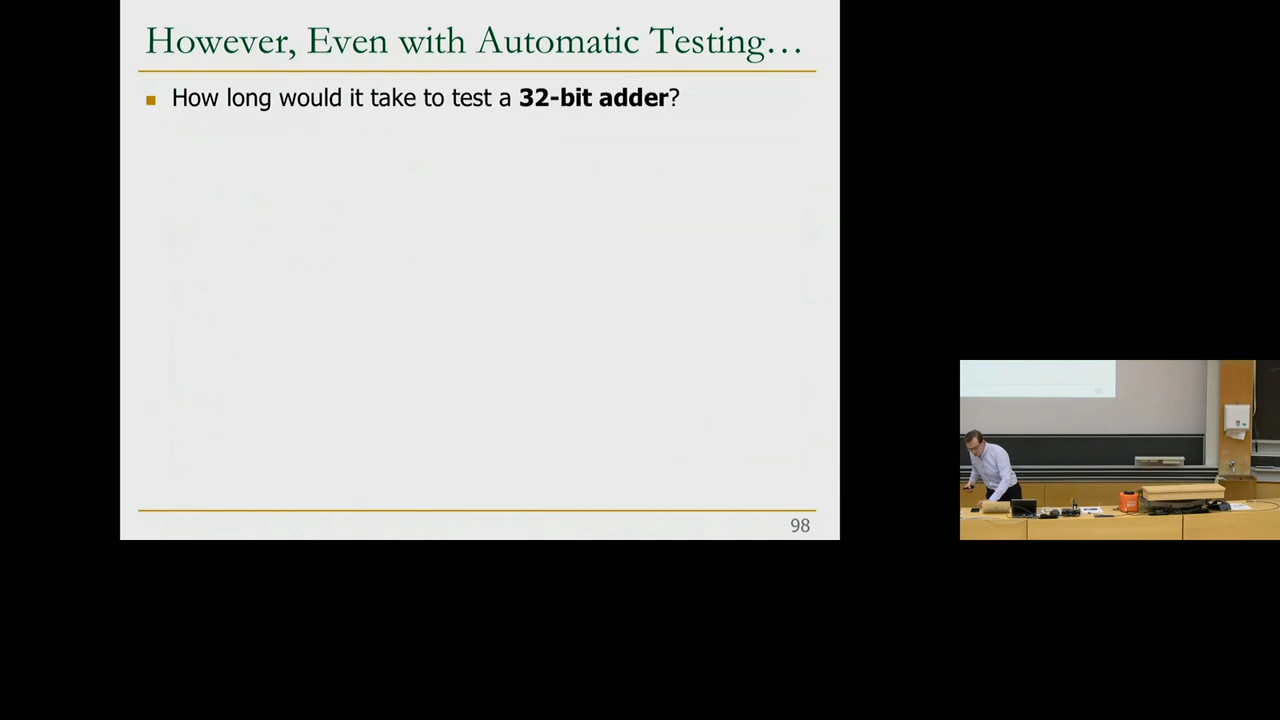 However, Even with Automatic Testing…
■ How long would it take to test a 32-bit adder?
98